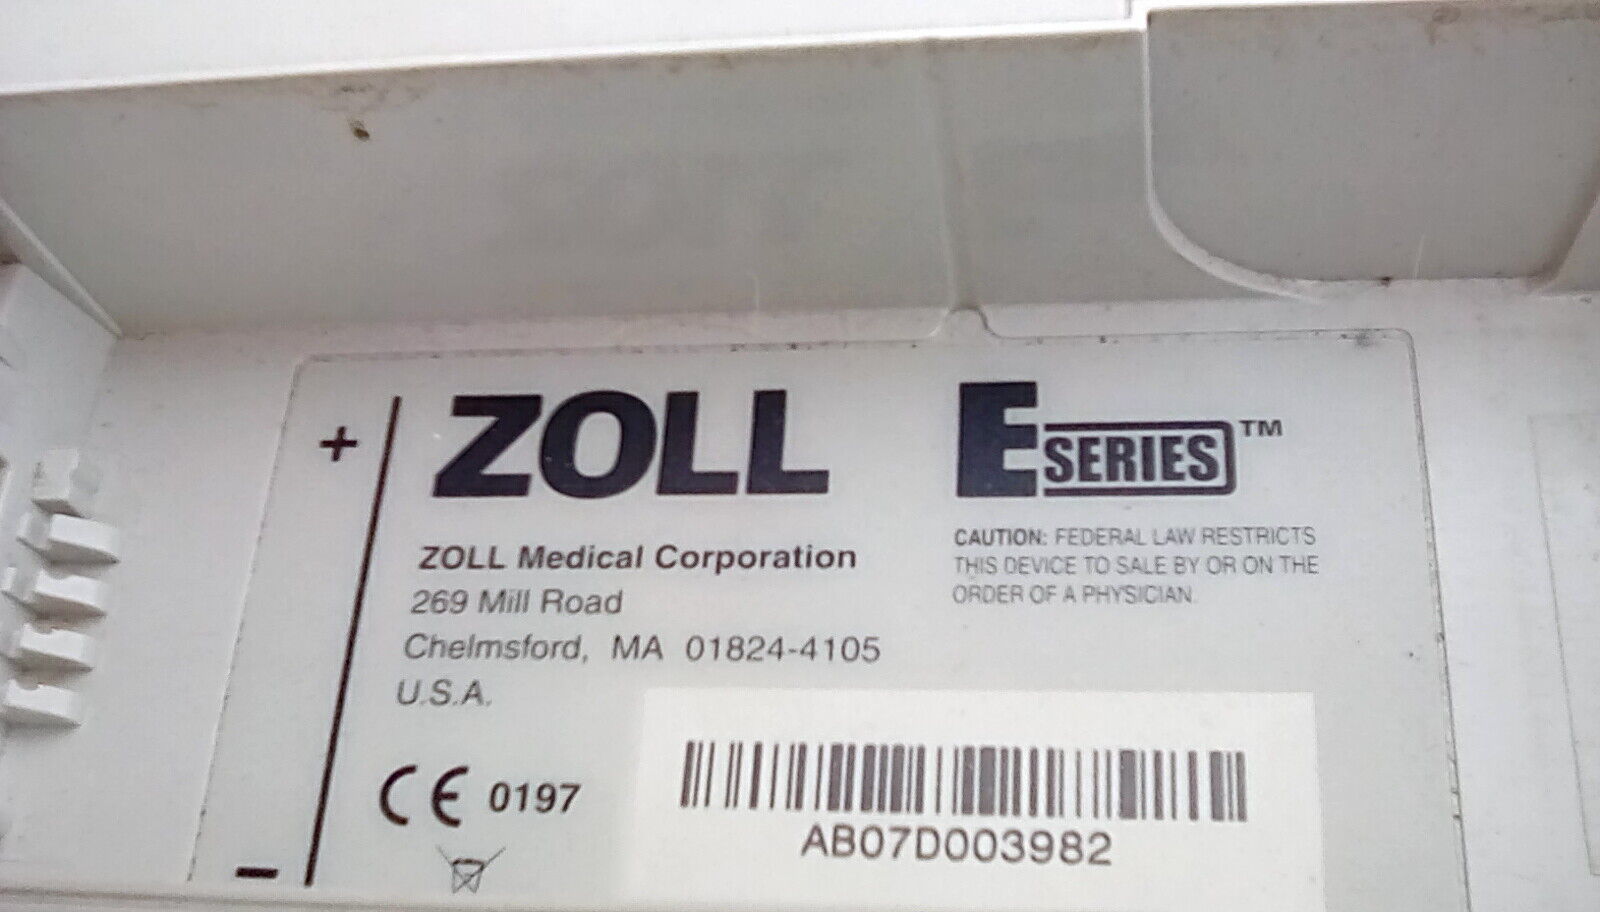 +
ZOLL
ESERIES™
ZOLL Medical Corporation
269 Mill Road
Chelmsford, MA 01824-4105
U.S.A.
CAUTION: FEDERAL LAW RESTRICTS
THIS DEVICE TO SALE BY OR ON THE
ORDER OF A PHYSICIAN.
CE 0197
AB07D003982
−